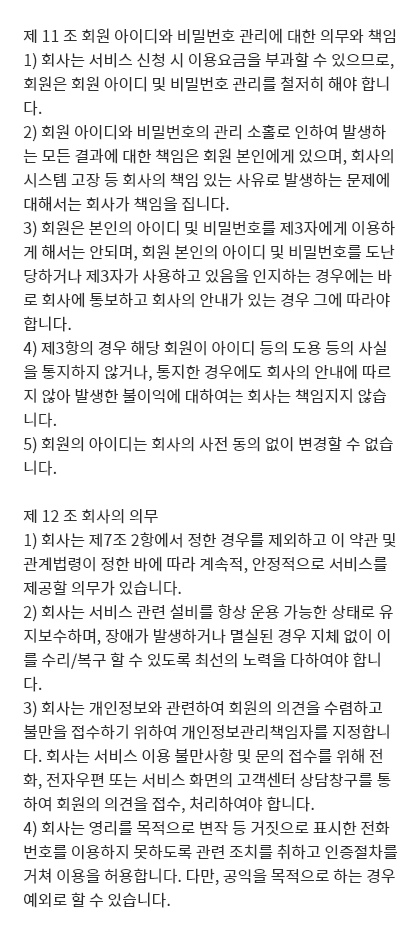 제 11 조 회원 아이디와 비밀번호 관리에 대한 의무와 책임
1) 회사는 서비스 신청 시 이용요금을 부과할 수 있으므로,
회원은 회원 아이디 및 비밀번호 관리를 철저히 해야 합니
다.
2) 회원 아이디와 비밀번호의 관리 소홀로 인하여 발생하
는 모든 결과에 대한 책임은 회원 본인에게 있으며, 회사의
시스템 고장 등 회사의 책임 있는 사유로 발생하는 문제에
대해서는 회사가 책임을 집니다.
3) 회원은 본인의 아이디 및 비밀번호를 제3자에게 이용하
게 해서는 안되며, 회원 본인의 아이디 및 비밀번호를 도난
당하거나 제3자가 사용하고 있음을 인지하는 경우에는 바
로 회사에 통보하고 회사의 안내가 있는 경우 그에 따라야
합니다.
4) 제3항의 경우 해당 회원이 아이디 등의 도용 등의 사실
을 통지하지 않거나, 통지한 경우에도 회사의 안내에 따르
지 않아 발생한 불이익에 대하여는 회사는 책임지지 않습
니다.
5) 회원의 아이디는 회사의 사전 동의 없이 변경할 수 없습
니다.
제 12 조 회사의 의무
1) 회사는 제7조 2항에서 정한 경우를 제외하고 이 약관 및
관계법령이 정한 바에 따라 계속적, 안정적으로 서비스를
제공할 의무가 있습니다.
2) 회사는 서비스 관련 설비를 항상 운용 가능한 상태로 유
지보수하며, 장애가 발생하거나 멸실된 경우 지체 없이 이
를 수리/복구 할 수 있도록 최선의 노력을 다하여야 합니
다.
3) 회사는 개인정보와 관련하여 회원의 의견을 수렴하고
불만을 접수하기 위하여 개인정보관리책임자를 지정합니
다. 회사는 서비스 이용 불만사항 및 문의 접수를 위해 전
화, 전자우편 또는 서비스 화면의 고객센터 상담창구를 통
하여 회원의 의견을 접수, 처리하여야 합니다.
4) 회사는 영리를 목적으로 변작 등 거짓으로 표시한 전화
번호를 이용하지 못하도록 관련 조치를 취하고 인증절차를
거쳐 이용을 허용합니다. 다만, 공익을 목적으로 하는 경우
예외로 할 수 있습니다.